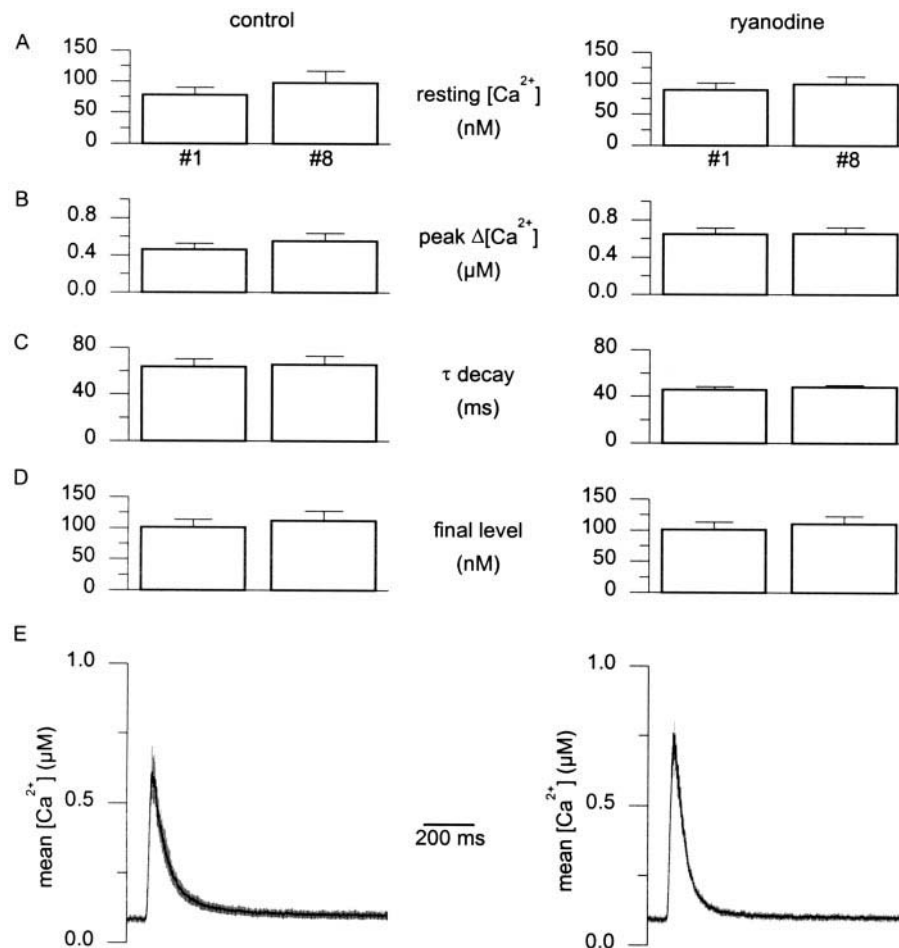 control ryanodine
A
150
100
50
0
#1 #8
resting [Ca2+]
(nM)
150
100
50
0
#1 #8
B
0.8
0.4
0.0
peak Δ[Ca2+]
(µM)
0.8
0.4
0.0
C
80
40
0
τ decay
(ms)
80
40
0
D
150
100
50
0
final level
(nM)
150
100
50
0
E
1.0
0.5
0.0
mean [Ca2+] (µM)
200 ms
1.0
0.5
0.0
mean [Ca2+] (µM)